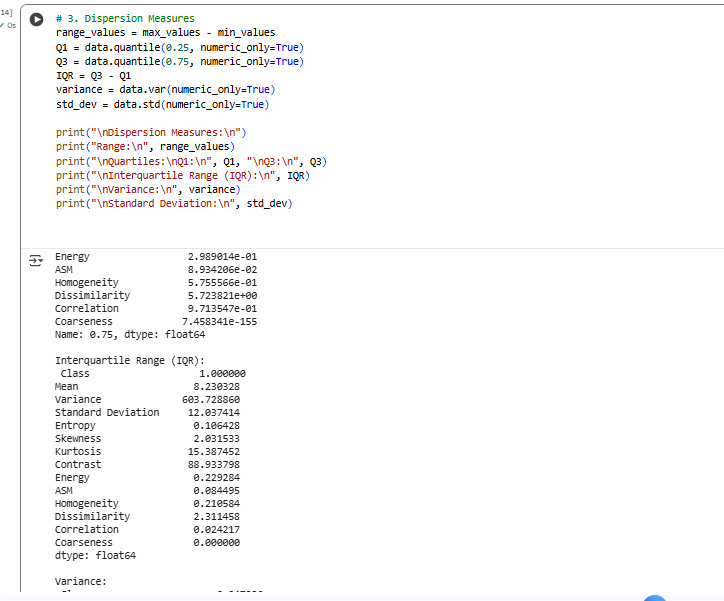 14]
0s
# 3. Dispersion Measures
range_values = max_values - min_values
Q1 = data.quantile(0.25, numeric_only=True)
Q3 = data.quantile(0.75, numeric_only=True)
IQR = Q3 - Q1
variance = data.var(numeric_only=True)
std_dev = data.std(numeric_only=True)
print("\nDispersion Measures:\n")
print("Range:\n", range_values)
print("\nQuartiles:\nQ1:\n", Q1, "\nQ3:\n", Q3)
print("\nInterquartile Range (IQR):\n", IQR)
print("\nVariance:\n", variance)
print("\nStandard Deviation:\n", std_dev)
Energy 2.989014e-01
ASM 8.934206e-02
Homogeneity 5.755566e-01
Dissimilarity 5.723821e+00
Correlation 9.713547e-01
Coarseness 7.458341e-155
Name: 0.75, dtype: float64
Interquartile Range (IQR):
Class 1.000000
Mean 8.230328
Variance 603.728860
Standard Deviation 12.037414
Entropy 0.106428
Skewness 2.031533
Kurtosis 15.387452
Contrast 88.933798
Energy 0.229284
ASM 0.084495
Homogeneity 0.210584
Dissimilarity 2.311458
Correlation 0.024217
Coarseness 0.000000
dtype: float64
Variance: